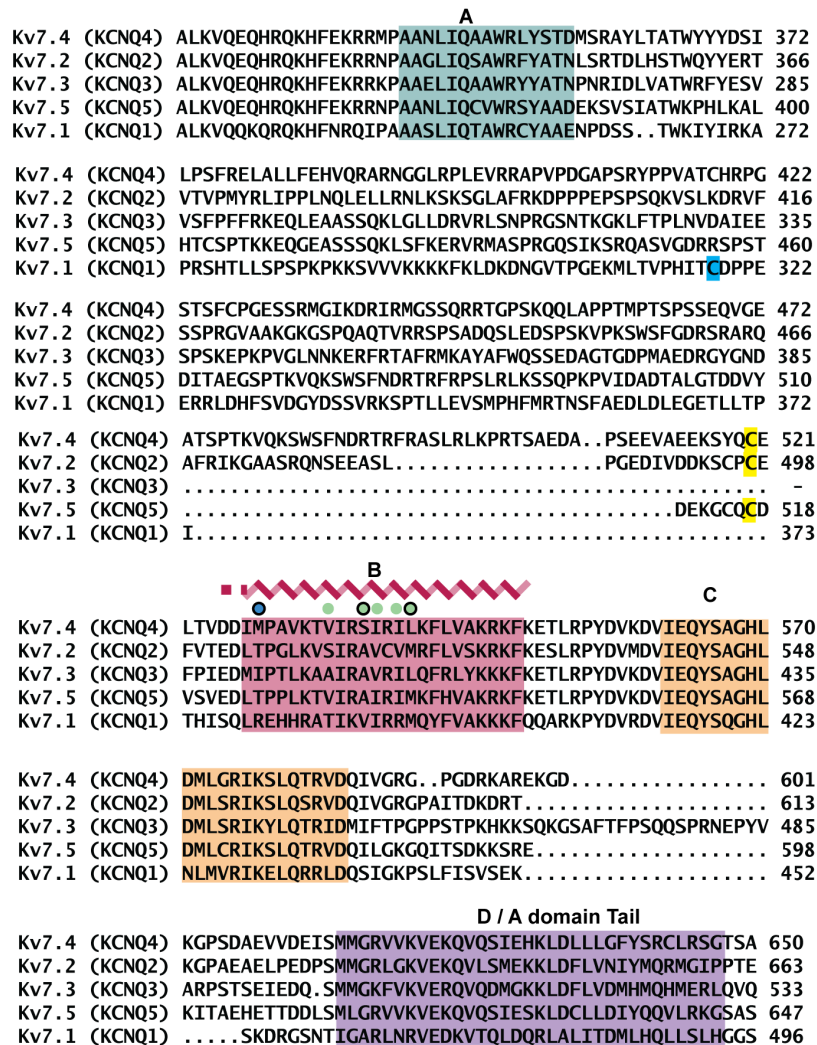 A
Kv7.4 (KCNQ4) ALKVQEQHRQKHFEKRRMPAANLIQAAWRLYSTDMSRAYLTATWYYYDSI 372
Kv7.2 (KCNQ2) ALKVQEQHRQKHFEKRRNPAAGLIQSAWRFYATNLSRTDLHSTWQYYERT 366
Kv7.3 (KCNQ3) ALKVQEQHRQKHFEKRRKPAAELIQAAWRYYATNPNRIDLVATWRFYESV 285
Kv7.5 (KCNQ5) ALKVQEQHRQKHFEKRRNPAANLIQCVWRSYAADEKSVSIATWKPHLKAL 400
Kv7.1 (KCNQ1) ALKVQQKQRQKHFNRQIPAAASLIQTAWRCYAAENPDSS..TWKIYIRKA 272
Kv7.4 (KCNQ4) LPSFRELALLFEHVQRARNGGLRPLEVRRAPVPDGAPSRYPPVATCHRPG 422
Kv7.2 (KCNQ2) VTVPMYRLIPPLNQLELLRNLKSKSGLAFRKDPPPEPSPSQKVSLKDRVF 416
Kv7.3 (KCNQ3) VSFPFFRKEQLEAASSQKLGLLDRVRLSNPRGSNTKGKLFTPLNVDAIEE 335
Kv7.5 (KCNQ5) HTCSPTKKEQGEASSSQKLSFKERVRMASPRGQSIKSRQASVGDRRSPST 460
Kv7.1 (KCNQ1) PRSHTLLSPSPKPKKSVVVKKKKFKLDKDNGVTPGEKMLTVPHITCDPPE 322
Kv7.4 (KCNQ4) STSFCPGESSRMGIKDRIRMGSSQRRTGPSKQQLAPPTMPTSPSSEQVGE 472
Kv7.2 (KCNQ2) SSPRGVAAKGKGSPQAQTVRRSPSADQSLEDSPSKVPKSWSFGDRSRARQ 466
Kv7.3 (KCNQ3) SPSKEPKPVGLNNKERFRTAFRMKAYAFWQSSEDAGTGDPMAEDRGYGND 385
Kv7.5 (KCNQ5) DITAEGSPTKVQKSWSFNDRTRFRPSLRLKSSQPKPVIDADTALGTDDVY 510
Kv7.1 (KCNQ1) ERRLDHFSVDGYDSSVRKSPTLLEVSMPHFMRTNSFAEDLDLEGETLLTP 372
Kv7.4 (KCNQ4) ATSPTKVQKSWSFNDRTRFRASLRLKPRTSAEDA..PSEEVAEEKSYQCE 521
Kv7.2 (KCNQ2) AFRIKGAASRQNSEEASL..................PGEDIVDDKSCPCE 498
Kv7.3 (KCNQ3) .................................................. –
Kv7.5 (KCNQ5) ..........................................DEKGCQCD 518
Kv7.1 (KCNQ1) I................................................. 373
B
C
Kv7.4 (KCNQ4) LTVDDIMPAVKTVIRSIRILKFLVAKRKFKETLRPYDVKDVIEQYSAGHL 570
Kv7.2 (KCNQ2) FVTEDLTPGLKVSIRAVCVMRFLVSKRKFKESLRPYDVMDVIEQYSAGHL 548
Kv7.3 (KCNQ3) FPIEDMIPTLKAAIRAVRILQFRLYKKKFKETLRPYDVKDVIEQYSAGHL 435
Kv7.5 (KCNQ5) VSVEDLTPPLKTVIRAIRIMKFHVAKRKFKETLRPYDVKDVIEQYSAGHL 568
Kv7.1 (KCNQ1) THISQLREHHRATIKVIRRMQYFVAKKKFQQARKPYDVRDVIEQYSQGHL 423
Kv7.4 (KCNQ4) DMLGRIKSLQTRVDQIVGRG..PGDRKAREKGD................. 601
Kv7.2 (KCNQ2) DMLSRIKSLQSRVDQIVGRGPAITDKDRT..................... 613
Kv7.3 (KCNQ3) DMLSRIKYLQTRIDMIFTPGPPSTPKHKKSQKGSAFTFPSQQSPRNEPYV 485
Kv7.5 (KCNQ5) DMLCRIKSLQTRVDQILGKGQITSDKKSRE.................... 598
Kv7.1 (KCNQ1) NLMVRIKELQRRLDQSIGKPSLFISVSEK..................... 452
D / A domain Tail
Kv7.4 (KCNQ4) KGPSDAEVVDEISMMGRVVKVEKQVQSIEHKLDLLLGFYSRCLRSGTSA 650
Kv7.2 (KCNQ2) KGPAEAELPEDPSMMGRLGKVEKQVLSMEKKLDFLVNIYMQRMGIPPTE 663
Kv7.3 (KCNQ3) ARPSTSEIEDQ.SMMGKFVKVERQVQDMGKKLDFLVDMHMQHMERLQVQ 533
Kv7.5 (KCNQ5) KITAEHETTDDLSMLGRVVKVEKQVQSIESKLDCLLDIYQQVLRKGSAS 647
Kv7.1 (KCNQ1) .....SKDRGSNTIGARLNRVEDKVTQLDQRLALITDMLHQLLSLHGGS 496